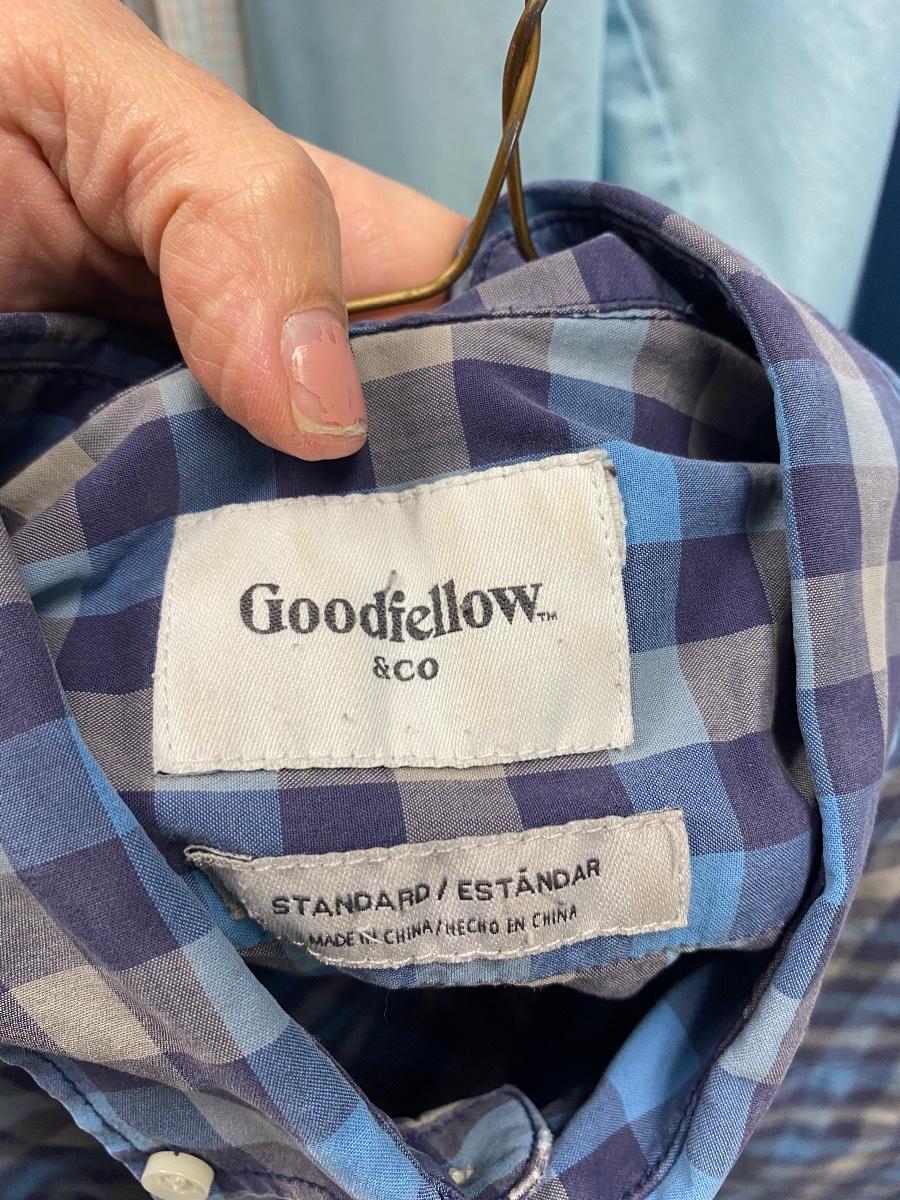 Goodfellow™
&CO
STANDARD/ESTÁNDAR
MADE IN CHINA/HECHO EN CHINA